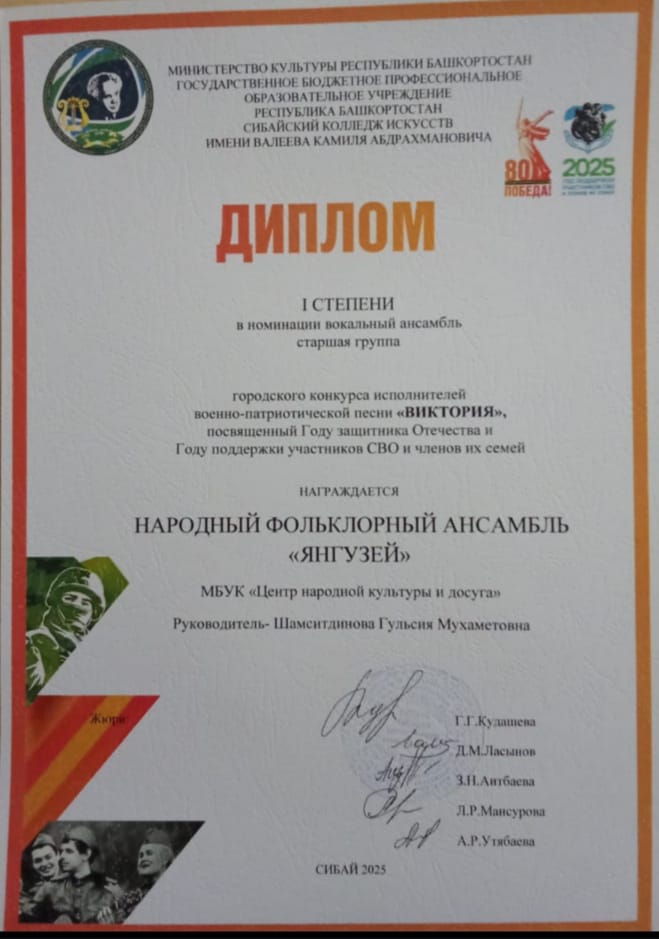 МИНИСТЕРСТВО КУЛЬТУРЫ РЕСПУБЛИКИ БАШКОРТОСТАН
ГОСУДАРСТВЕННОЕ БЮДЖЕТНОЕ ПРОФЕССИОНАЛЬНОЕ
ОБРАЗОВАТЕЛЬНОЕ УЧРЕЖДЕНИЕ
РЕСПУБЛИКА БАШКОРТОСТАН
СИБАЙСКИЙ КОЛЛЕДЖ ИСКУССТВ
ИМЕНИ ВАЛЕЕВА КАМИЛЯ АБДРАХМАНОВИЧА
80
ПОБЕДА!
2025
ДИПЛОМ
I СТЕПЕНИ
в номинации вокальный ансамбль
старшая группа
городского конкурса исполнителей
военно-патриотической песни «ВИКТОРИЯ»,
посвященный Году защитника Отечества и
Году поддержки участников СВО и членов их семей
НАГРАЖДАЕТСЯ
НАРОДНЫЙ ФОЛЬКЛОРНЫЙ АНСАМБЛЬ
«ЯНГУЗЕЙ»
МБУК «Центр народной культуры и досуга»
Руководитель- Шамситдинова Гульсия Мухаметовна
Жюри:
Г.Г.Кудашева
Д.М.Ласынов
З.Н.Аитбаева
Л.Р.Мансурова
А.Р.Утябаева
СИБАЙ 2025